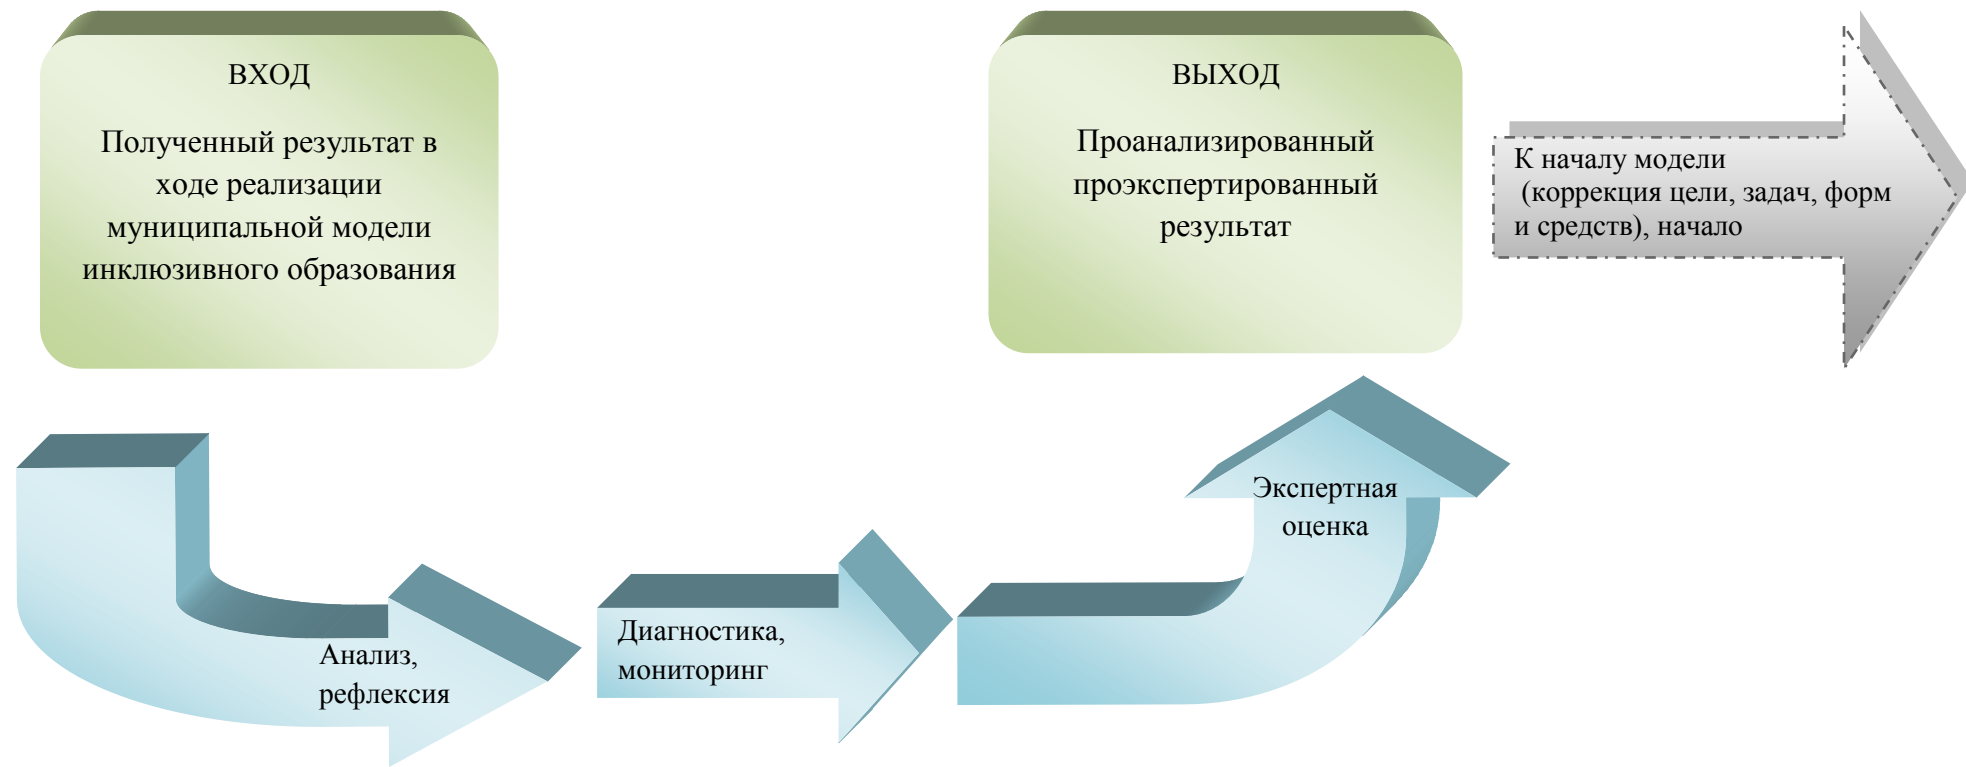 ВХОД
Полученный результат в
ходе реализации
муниципальной модели
инклюзивного образования
ВЫХОД
Проанализированный
проэкспертированный
результат
К началу модели
(коррекция цели, задач, форм
и средств), начало
Анализ,
рефлексия
Диагностика,
мониторинг
Экспертная
оценка